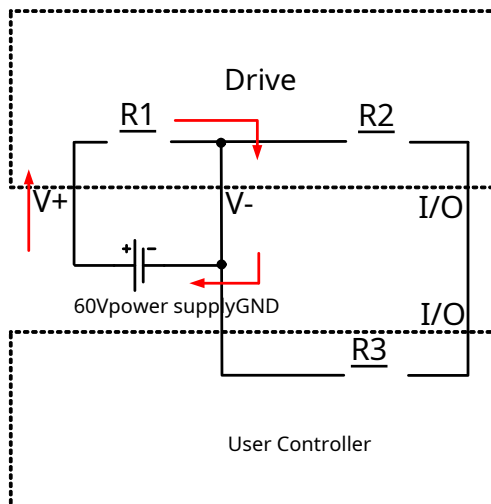 Drive
R1
R2
V+
V-
I/O
+
−
60Vpower supplyGND
I/O
R3
User Controller